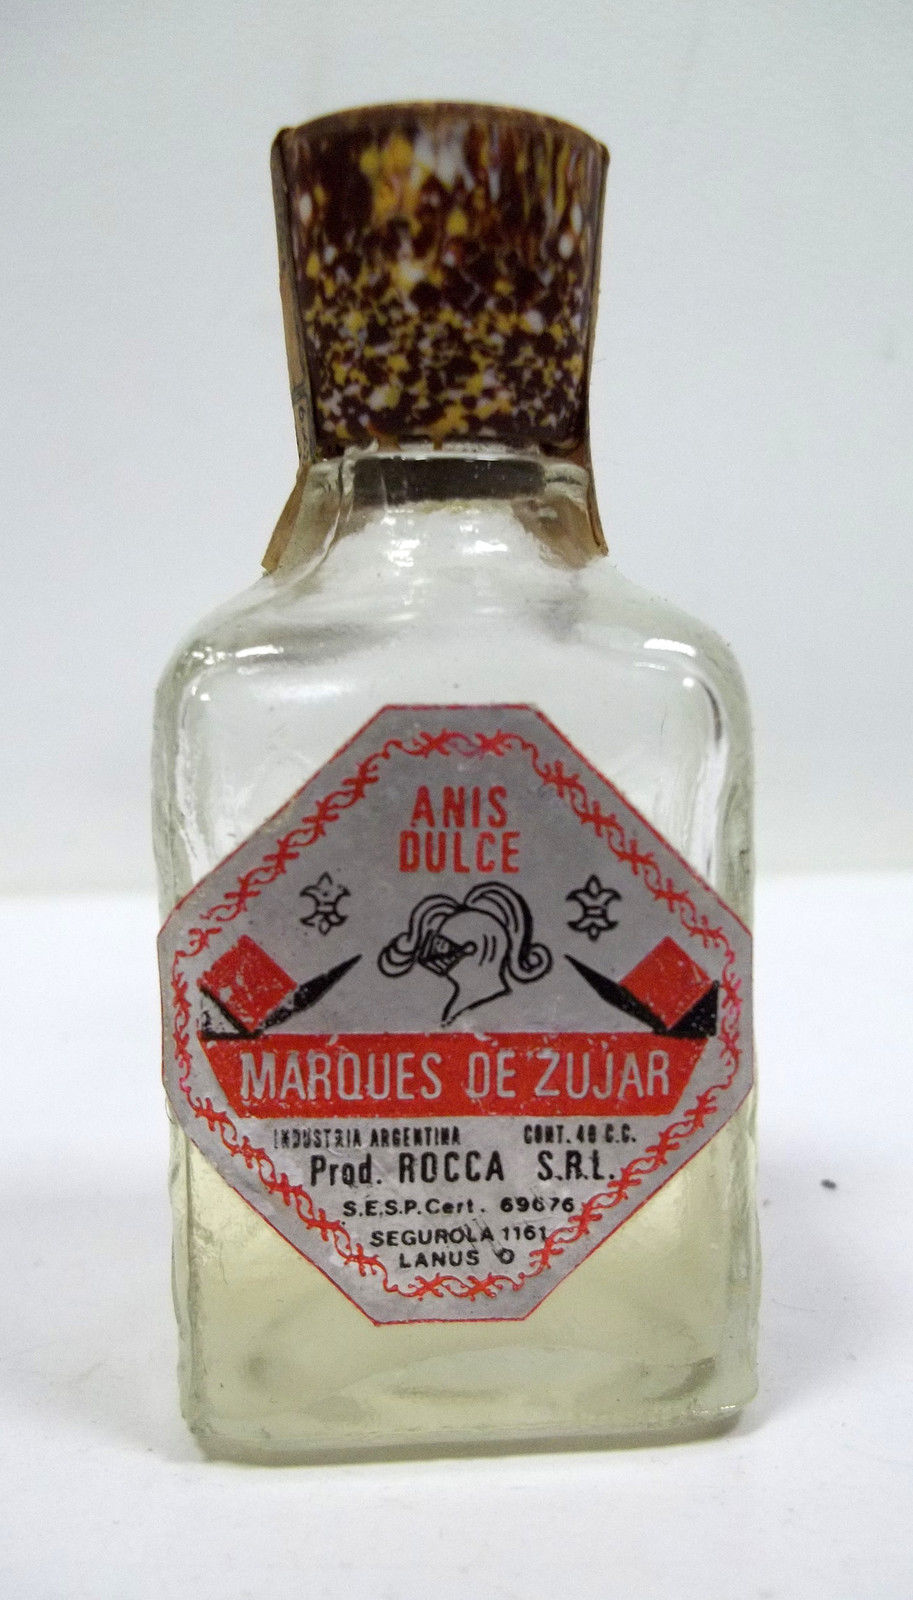 ANIS
DULCE
MARQUES DE ZUJAR
INDUSTRIA ARGENTINA CONT. 40 C.C.
Prod. ROCCA S.R.L.
S.E.S.P. Cert. 69676
SEGUROLA 1161
LANUS O